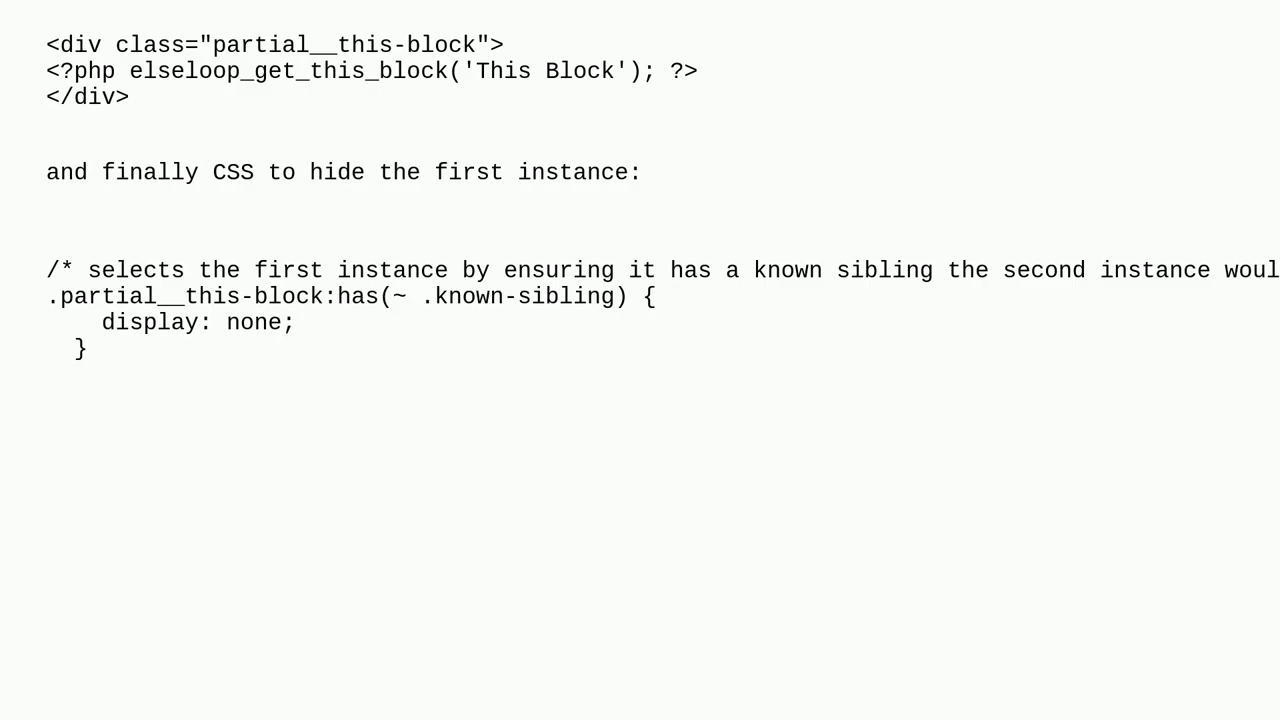 <div class="partial__this-block">
<?php elseloop_get_this_block('This Block'); ?>
</div>
and finally CSS to hide the first instance:
/* selects the first instance by ensuring it has a known sibling the second instance woul
.partial__this-block:has(~ .known-sibling) {
    display: none;
  }